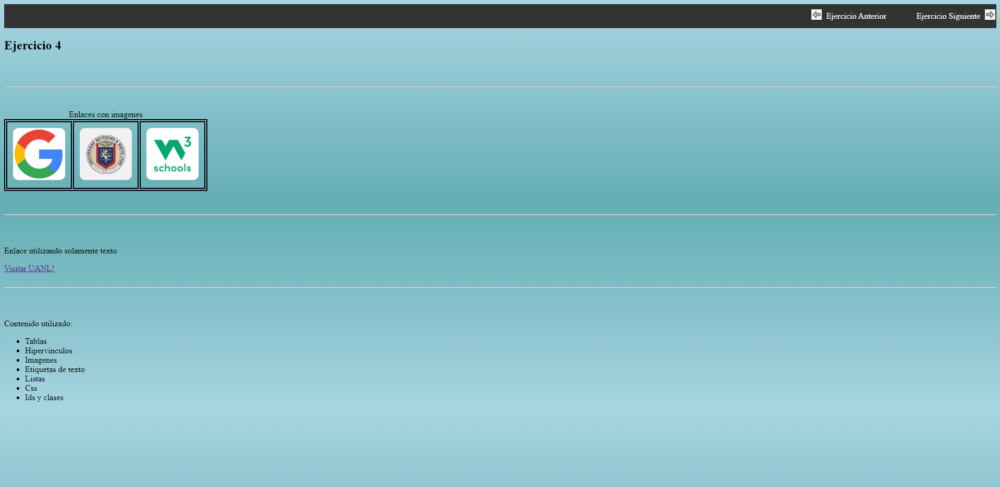 Ejercicio Anterior Ejercicio Siguiente
Ejercicio 4
Enlaces con imagenes
UNIVERSIDAD AUTONOMA D NUEVO LEON
3
schools
Enlace utilizando solamente texto
Visitar UANL!
Contenido utilizado:
Tablas
Hipervinculos
Imagenes
Etiquetas de texto
Listas
Css
Ids y clases